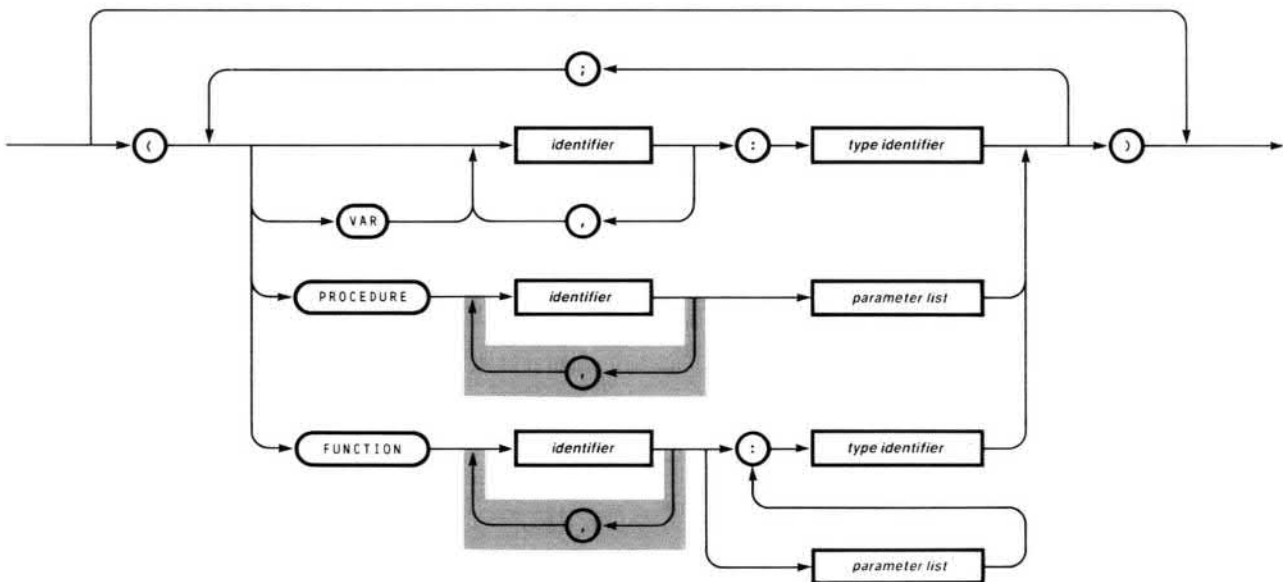 ;
( identifier : type identifier )
VAR ,
PROCEDURE identifier parameter list
,
FUNCTION identifier : type identifier
,
parameter list